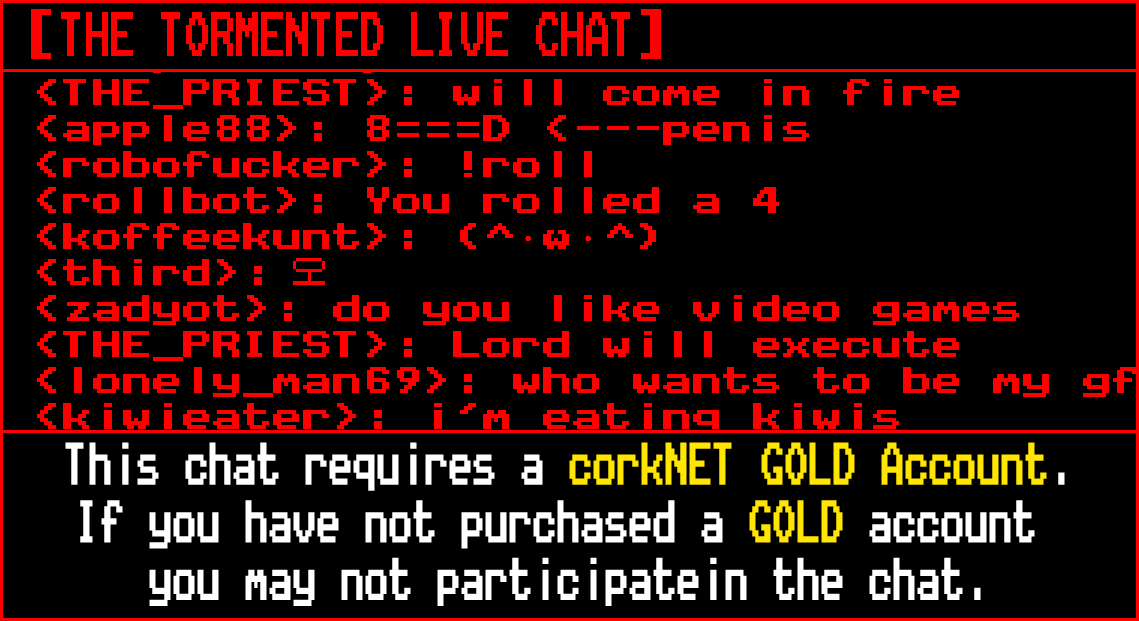 [THE TORMENTED LIVE CHAT]
<THE_PRIEST>: will come in fire
<apple88>: 8===D <---penis
<robofucker>: !roll
<rollbot>: You rolled a 4
<koffeekunt>: (^·ω·^)
<third>: 모
<zadyot>: do you like video games
<THE_PRIEST>: Lord will execute
<lonely_man69>: who wants to be my gf
<kiwieater>: i'm eating kiwis
This chat requires a corkNET GOLD Account.
If you have not purchased a GOLD account
you may not participatein the chat.